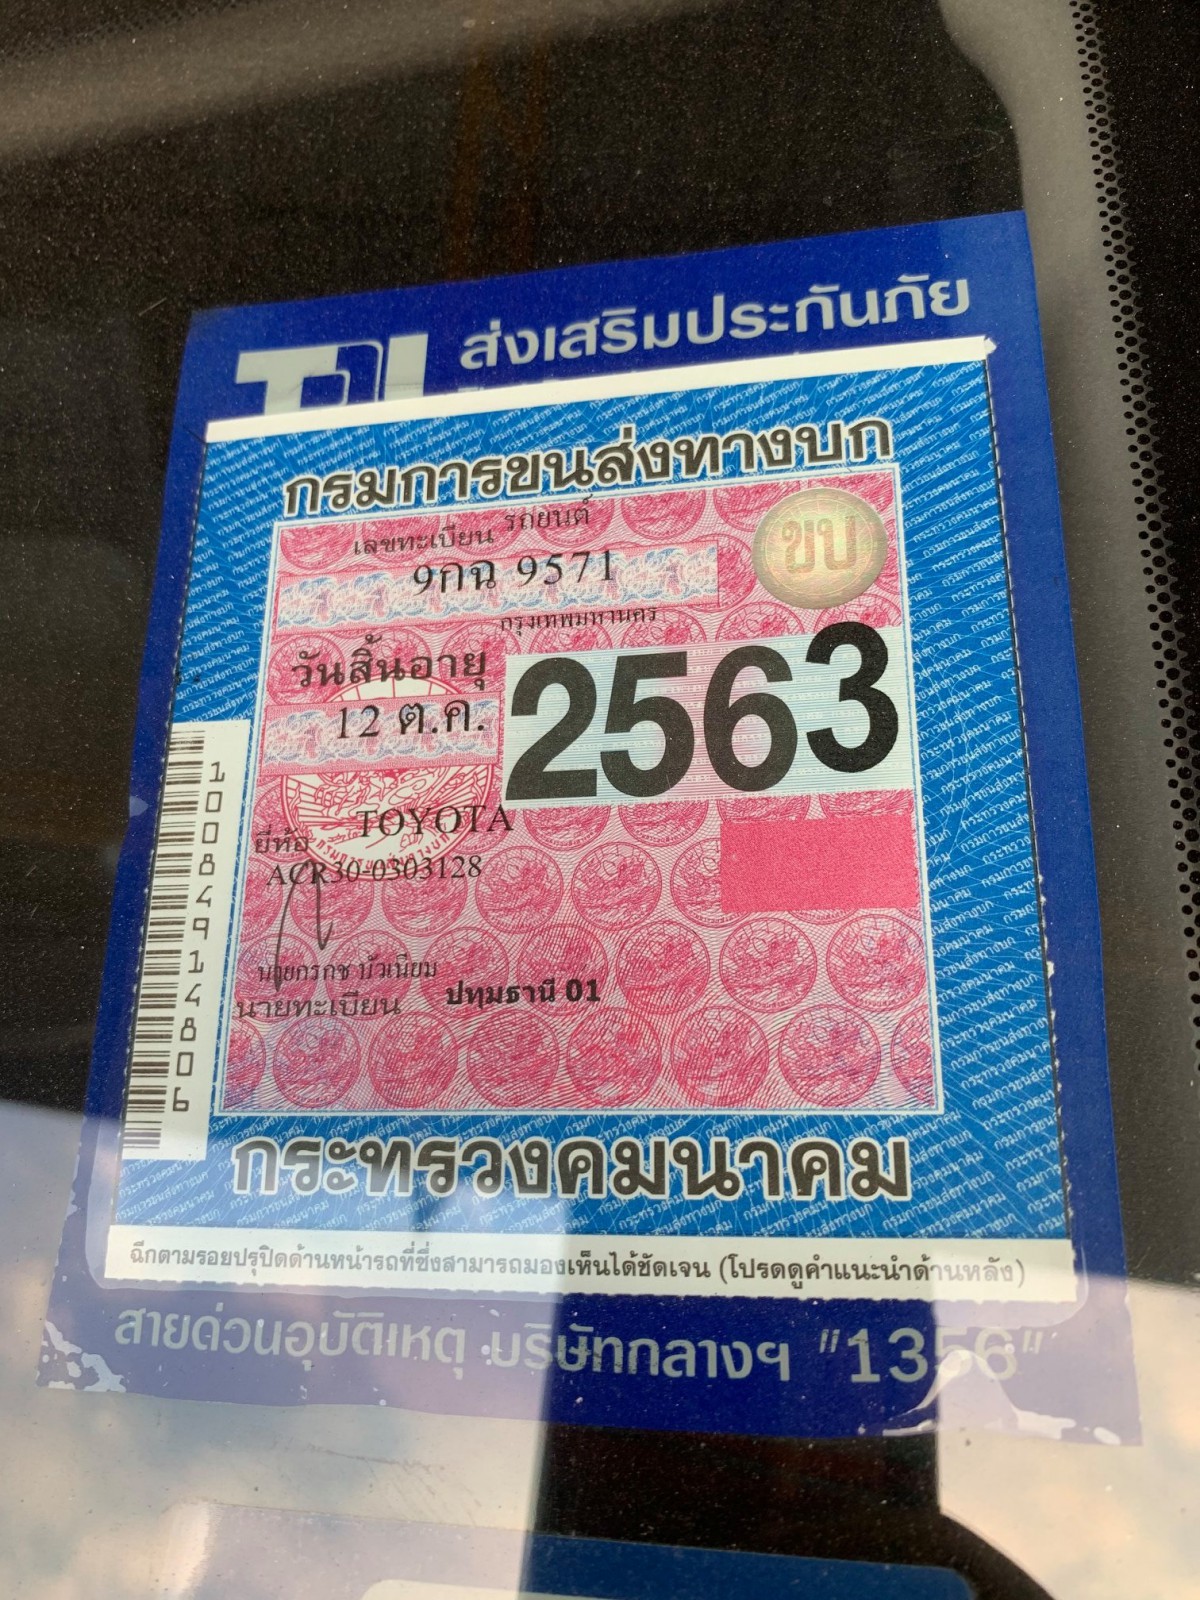 ส่งเสริมประกันภัย
กรมการขนส่งทางบก
เลขทะเบียน รถยนต์
9กฉ 9571
กรุงเทพมหานคร
ขบ
วันสิ้นอายุ
12 ต.ค. 2563
ยี่ห้อ TOYOTA
ACR30-0303128
นายทะเบียน ปทุมธานี 01
1008491 4806
กระทรวงคมนาคม
ฉีกตามรอยปรุปิดด้านหน้ารถที่ซึ่งสามารถมองเห็นได้ชัดเจน (โปรดดูคำแนะนำด้านหลัง)
สายด่วนอุบัติเหตุ บริษัทกลางฯ "1356"